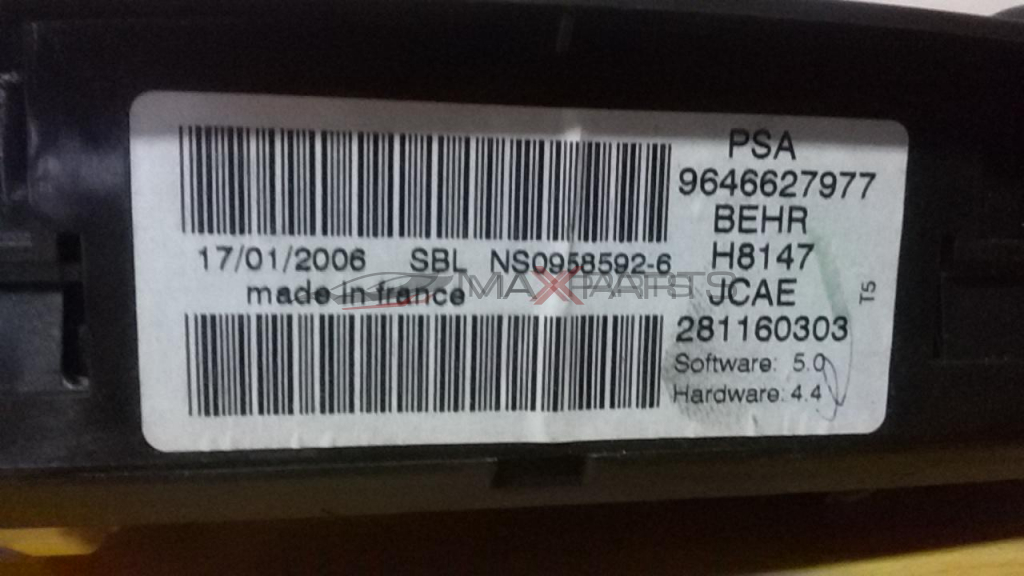 PSA
9646627977
BEHR
H8147
JCAE
281160303
Software: 5.0
Hardware: 4.4
T5
17/01/2006 SBL NS0958592-6
made in france
MAXPARTS